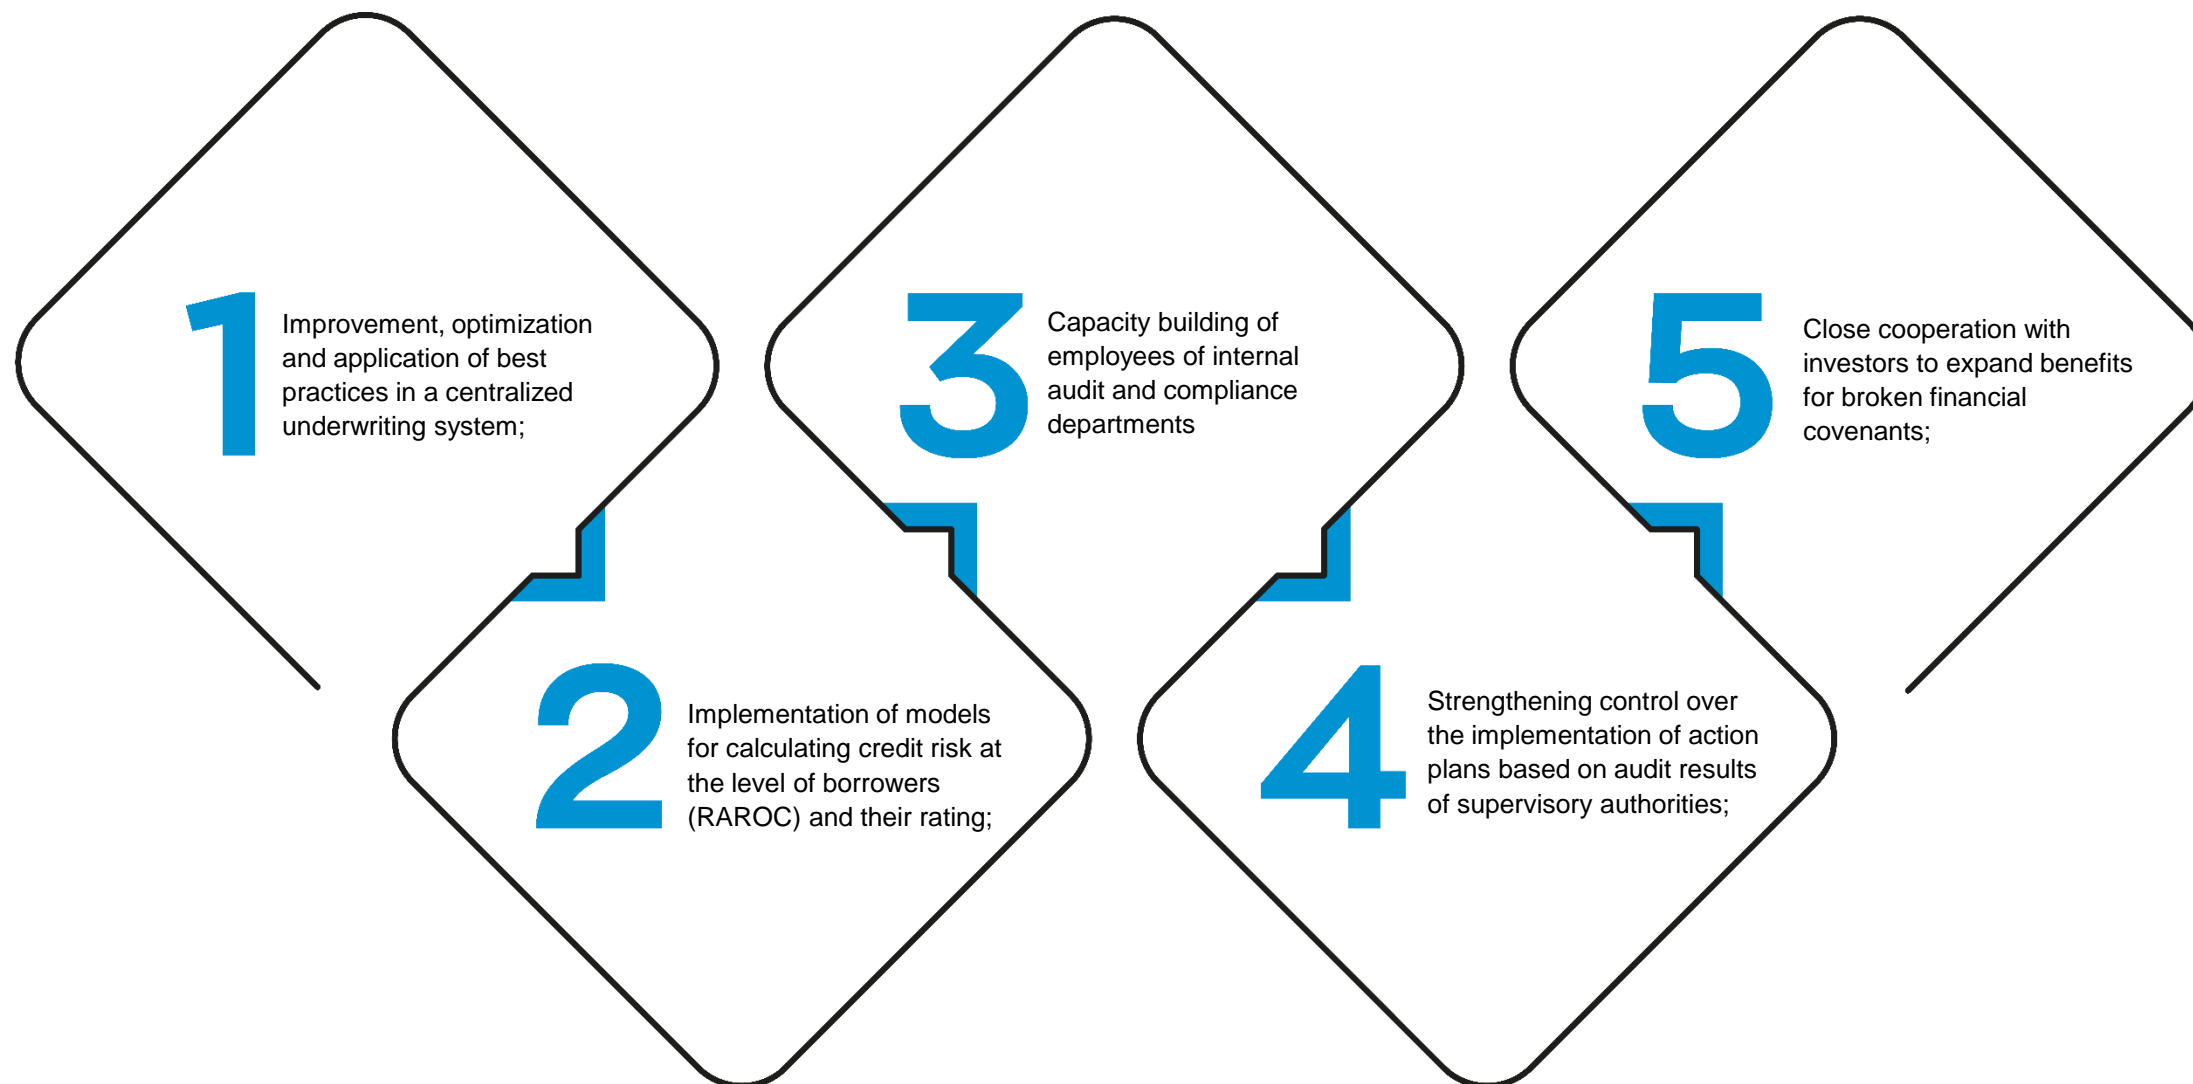 1
Improvement, optimization
and application of best
practices in a centralized
underwriting system;
2
Implementation of models
for calculating credit risk at
the level of borrowers
(RAROC) and their rating;
3
Capacity building of
employees of internal
audit and compliance
departments
4
Strengthening control over
the implementation of action
plans based on audit results
of supervisory authorities;
5
Close cooperation with
investors to expand benefits
for broken financial
covenants;